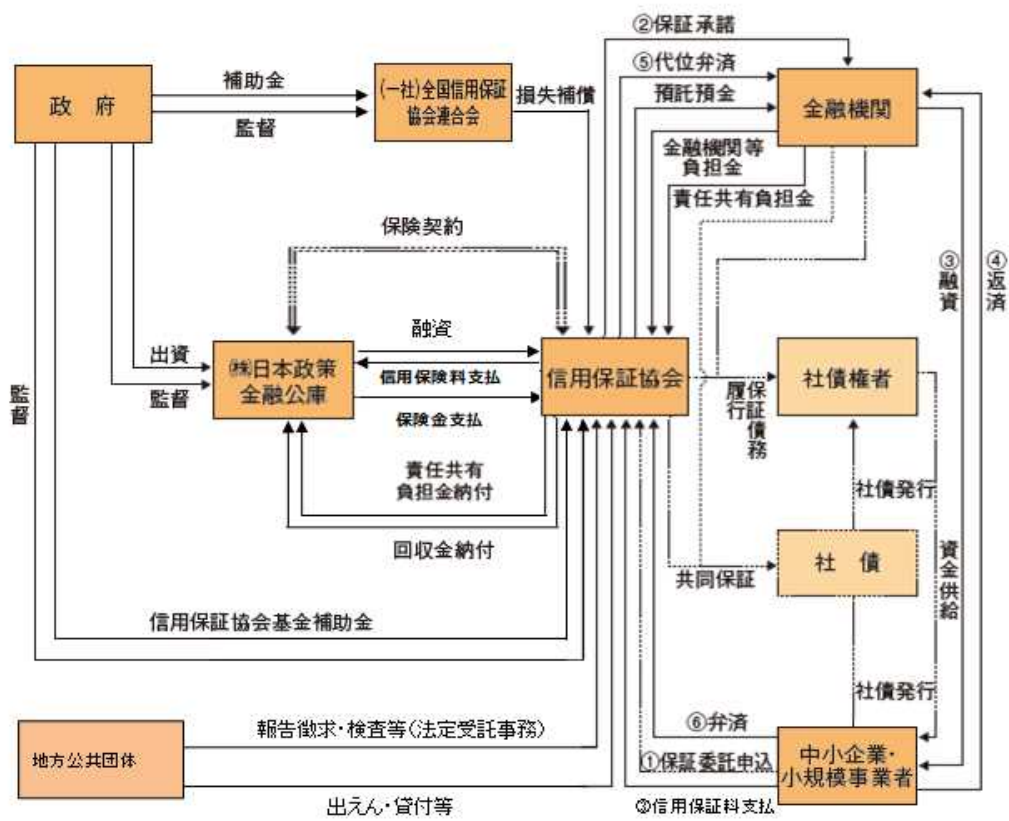 ②保証承諾
⑤代位弁済
預託預金
政 府
補助金
監督
(一社)全国信用保証
協会連合会
損失補償
金融機関
金融機関等
負担金
責任共有負担金
保険契約
③融資
④返済
出資
監督
監督
㈱日本政策
金融公庫
融資
信用保険料支払
保険金支払
信用保証協会
保証債務
履行
社債権者
責任共有
負担金納付
回収金納付
社債発行
共同保証
社 債
資金供給
信用保証協会基金補助金
社債発行
地方公共団体
報告徴求・検査等(法定受託事務)
出えん・貸付等
⑥弁済
①保証委託申込
③信用保証料支払
中小企業・
小規模事業者